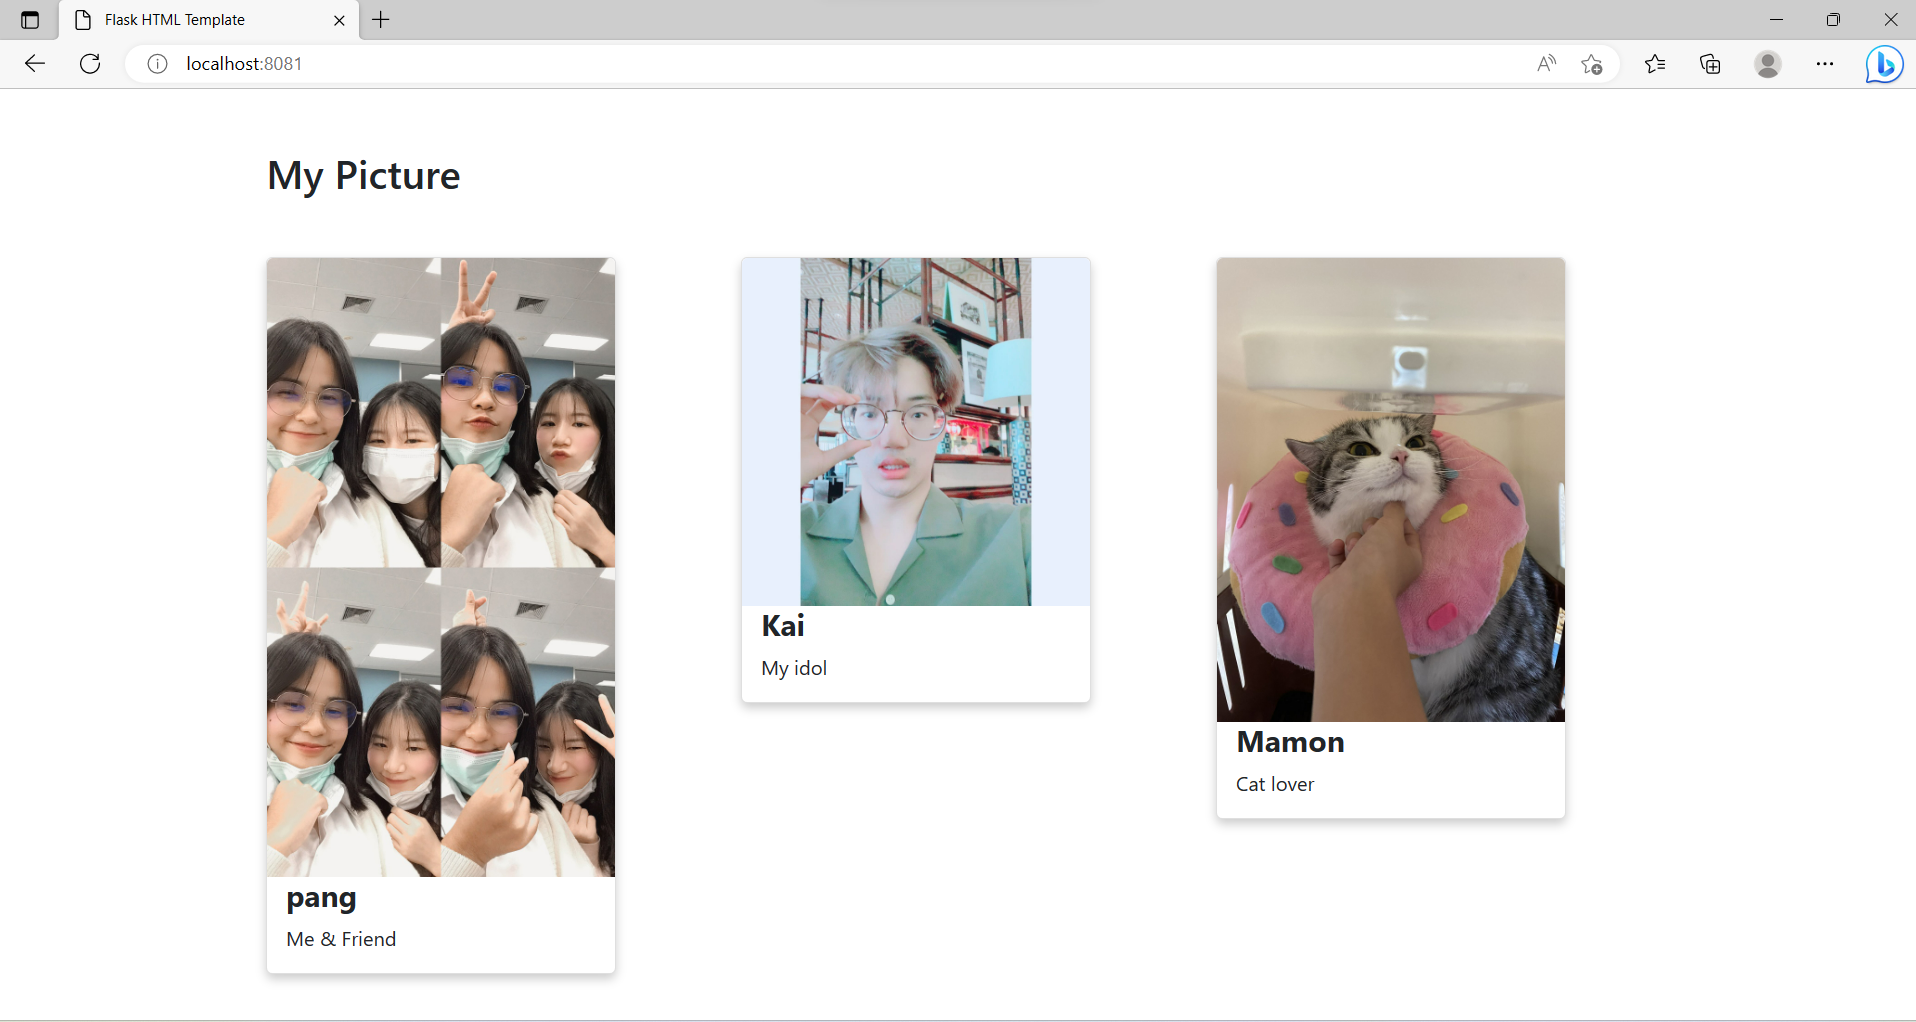 Flask HTML Template
localhost:8081
My Picture
pang
Me & Friend
Kai
My idol
Mamon
Cat lover